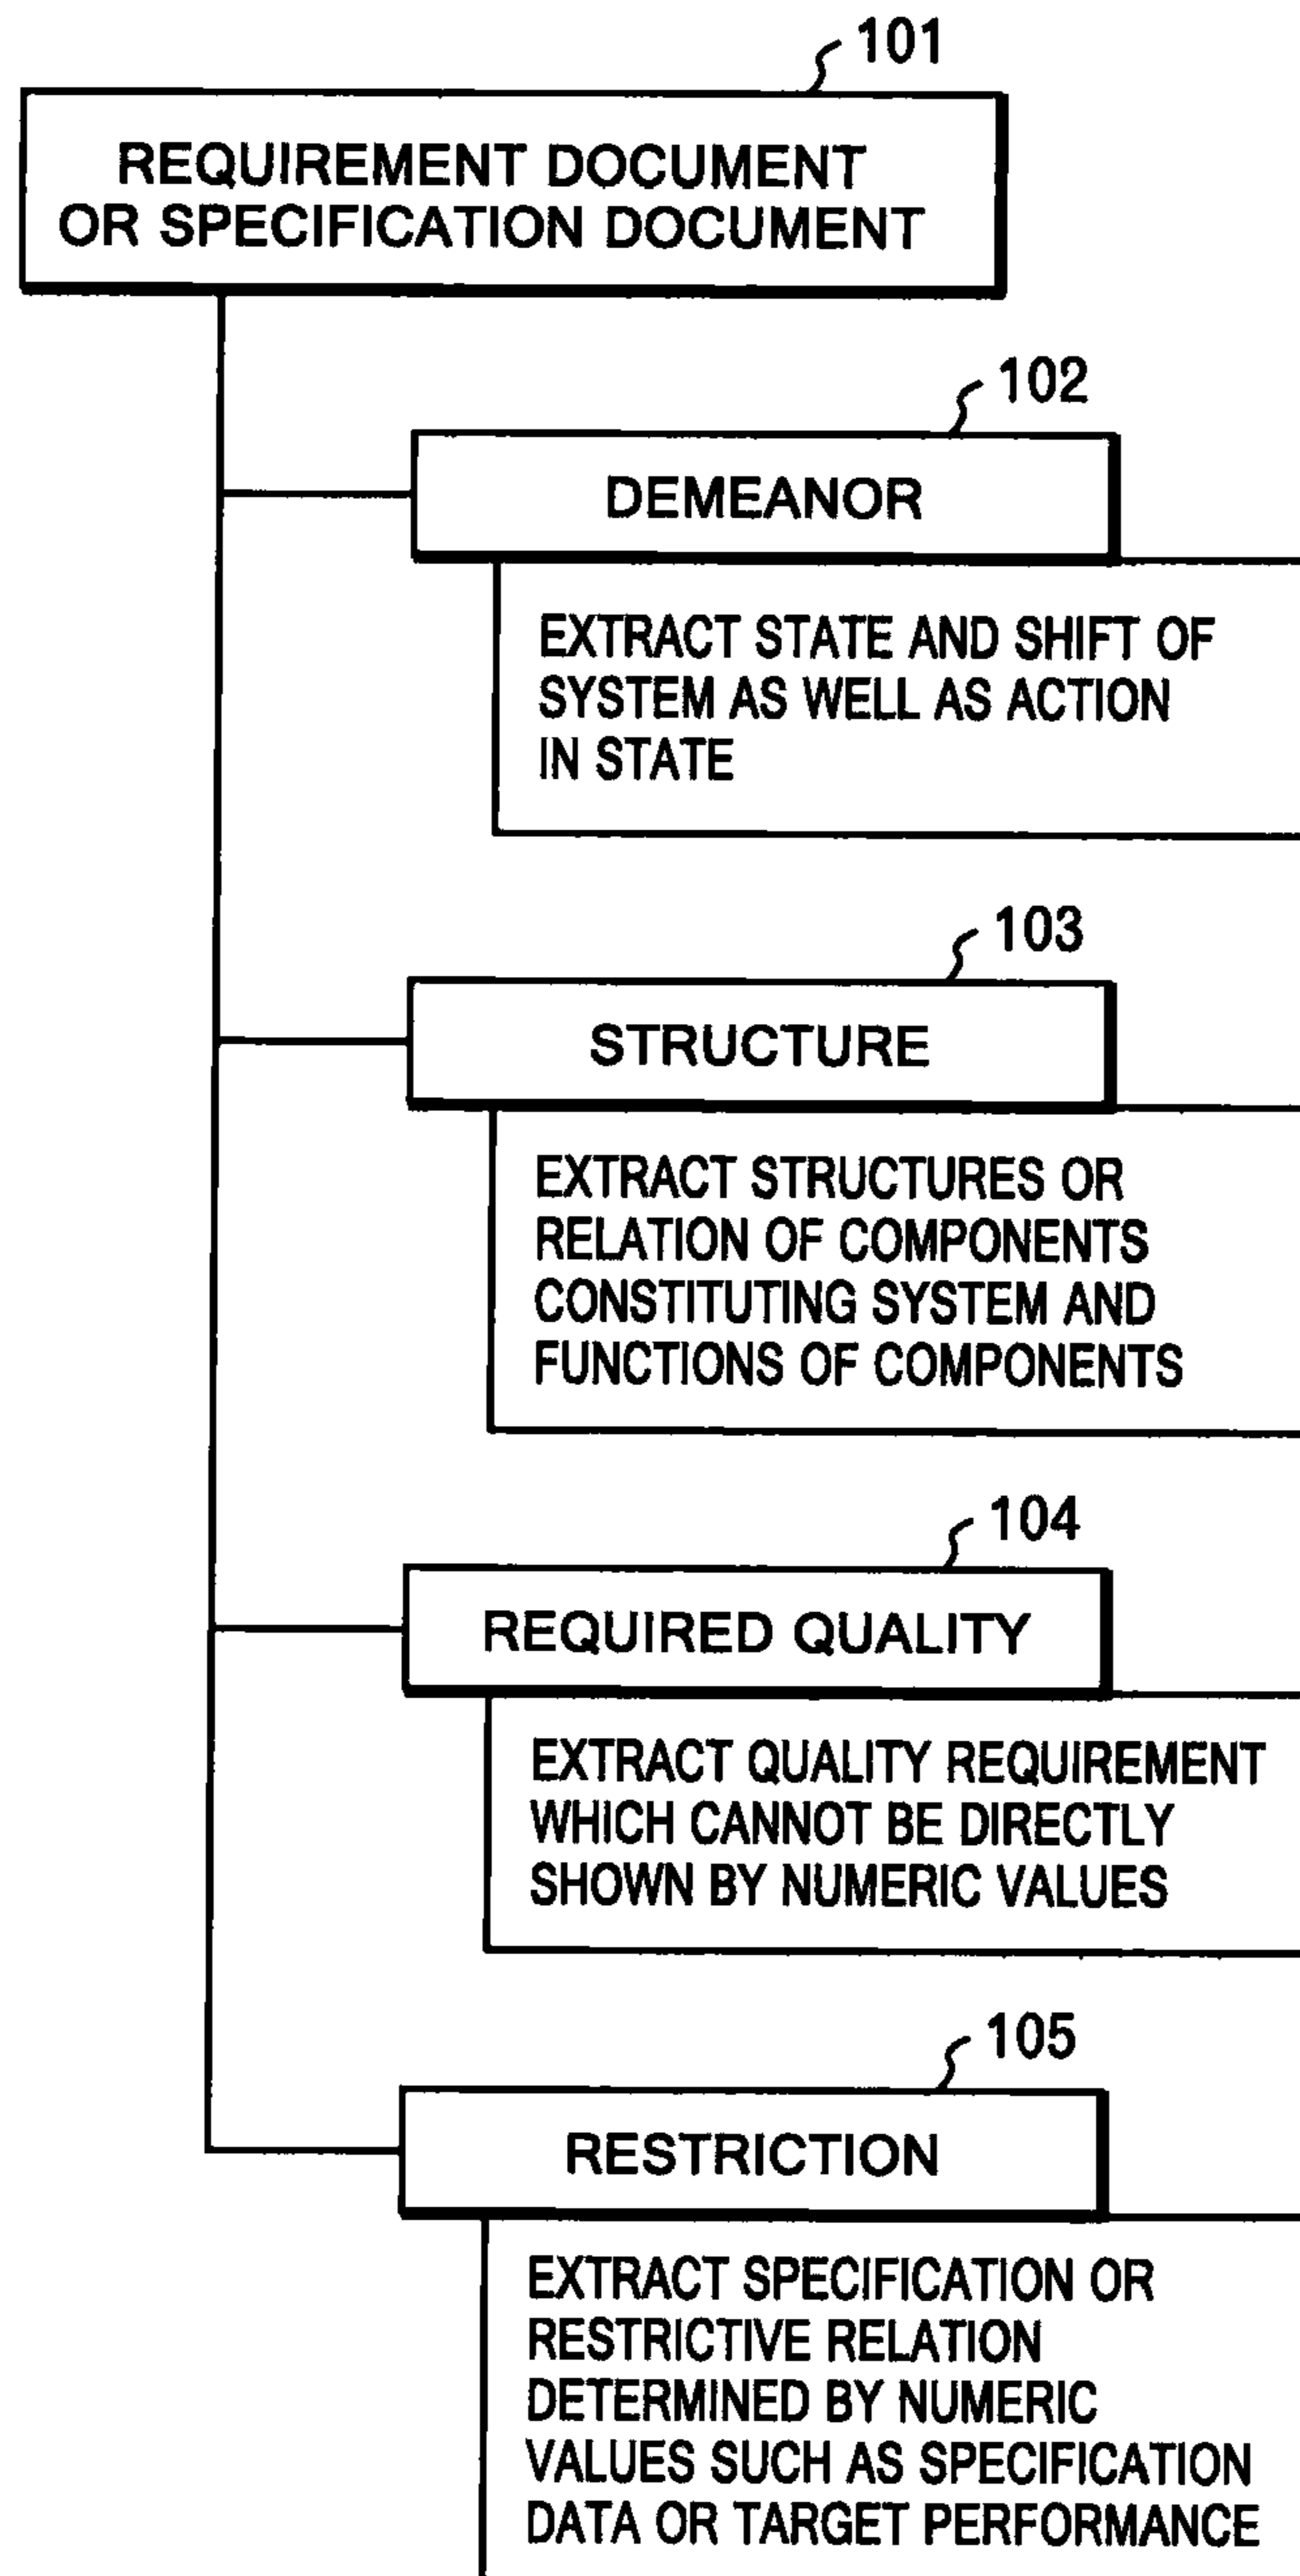 101
REQUIREMENT DOCUMENT
OR SPECIFICATION DOCUMENT
102
DEMEANOR
EXTRACT STATE AND SHIFT OF
SYSTEM AS WELL AS ACTION
IN STATE
103
STRUCTURE
EXTRACT STRUCTURES OR
RELATION OF COMPONENTS
CONSTITUTING SYSTEM AND
FUNCTIONS OF COMPONENTS
104
REQUIRED QUALITY
EXTRACT QUALITY REQUIREMENT
WHICH CANNOT BE DIRECTLY
SHOWN BY NUMERIC VALUES
105
RESTRICTION
EXTRACT SPECIFICATION OR
RESTRICTIVE RELATION
DETERMINED BY NUMERIC
VALUES SUCH AS SPECIFICATION
DATA OR TARGET PERFORMANCE